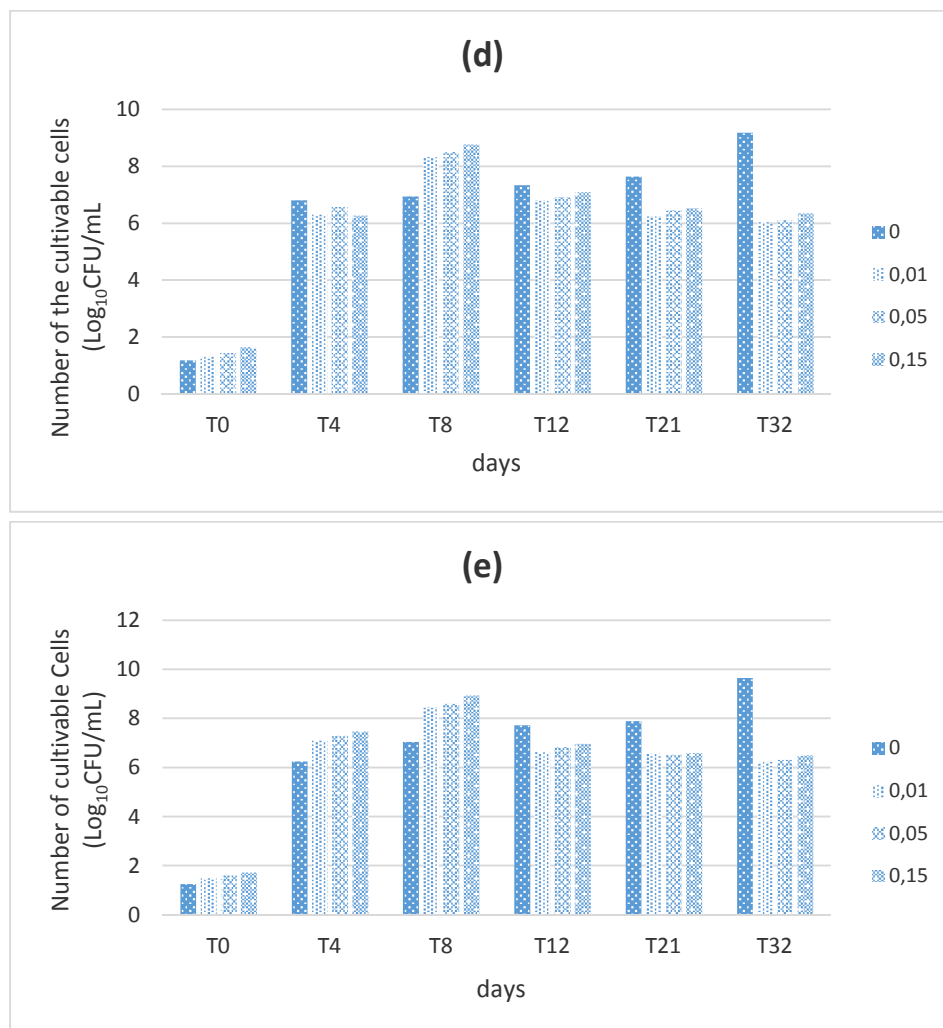 (d)
Number of the cultivable cells
(Log₁₀CFU/mL
10
8
6
4
2
0
T0 T4 T8 T12 T21 T32
days
0
0,01
0,05
0,15
(e)
Number of cultivable Cells
(Log₁₀CFU/mL)
12
10
8
6
4
2
0
T0 T4 T8 T12 T21 T32
days
0
0,01
0,05
0,15